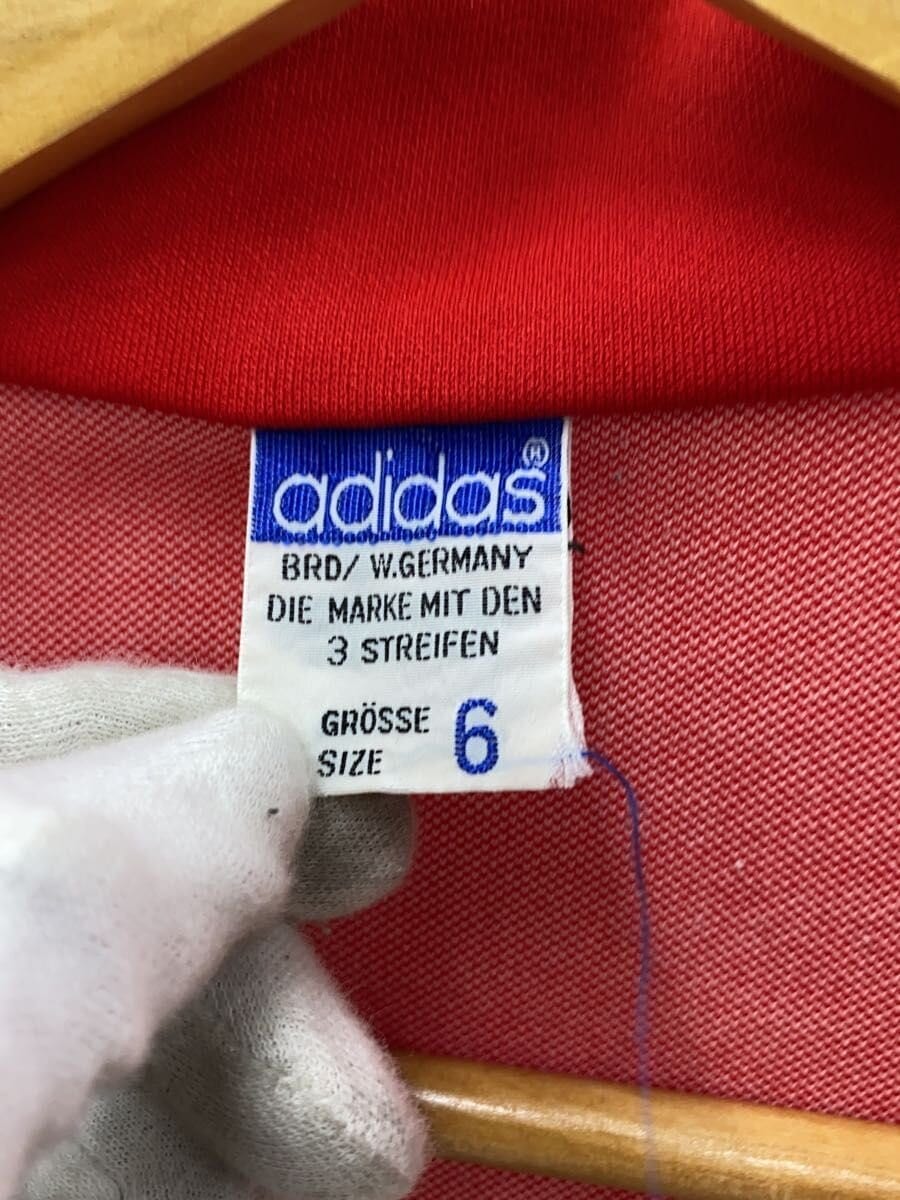 adidas®
BRD/ W.GERMANY
DIE MARKE MIT DEN
3 STREIFEN
GRÖSSE 6
SIZE